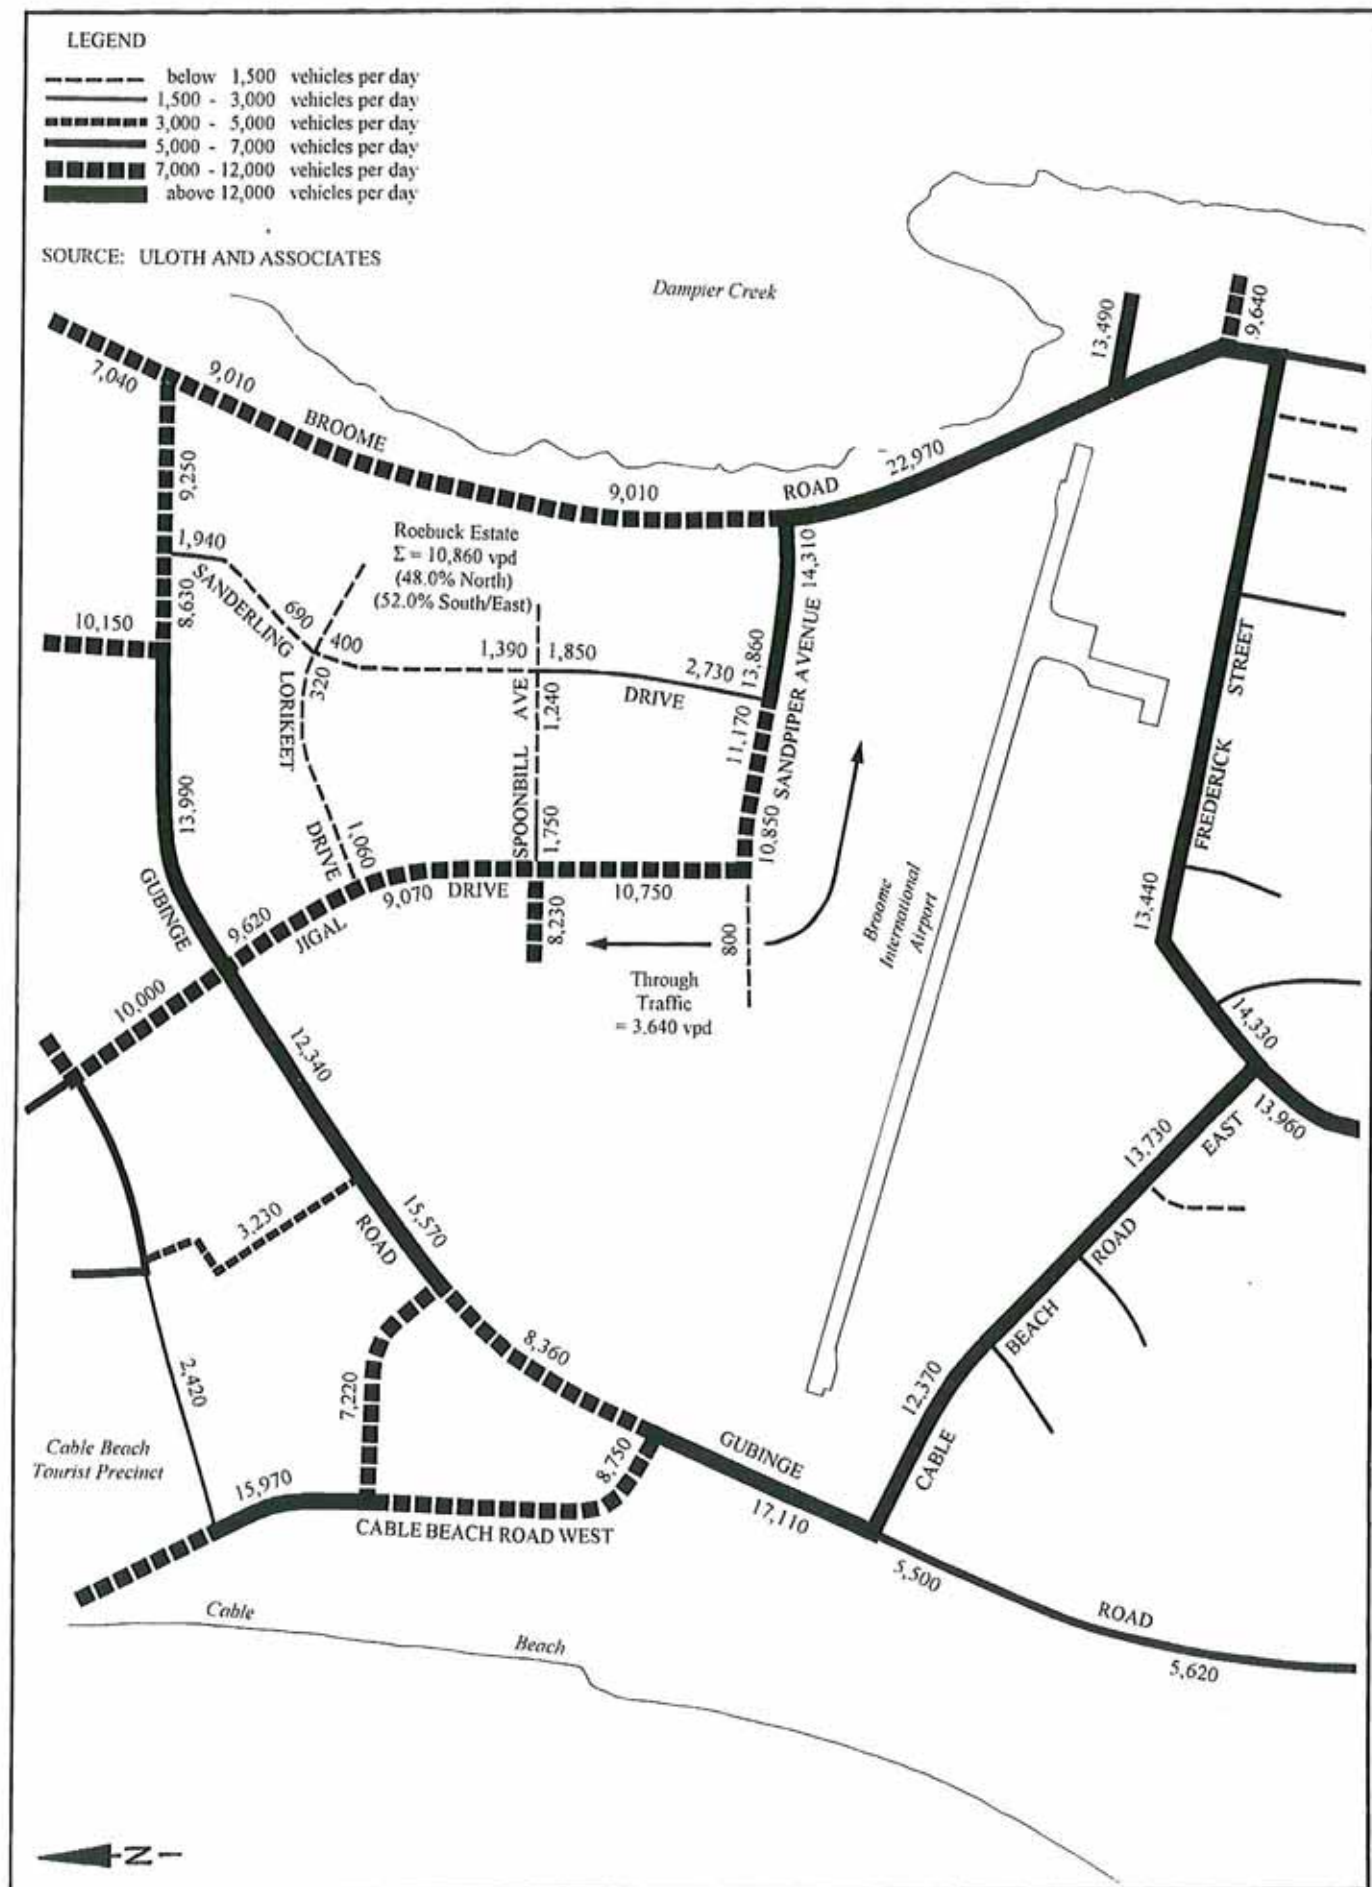 LEGEND
below 1,500 vehicles per day
1,500 - 3,000 vehicles per day
3,000 - 5,000 vehicles per day
5,000 - 7,000 vehicles per day
7,000 - 12,000 vehicles per day
above 12,000 vehicles per day
SOURCE: ULOTH AND ASSOCIATES
Dampier Creek
13,490
9,640
7,040
9,010
BROOME
9,010
ROAD
22,970
9,250
1,940
8,630
10,150
SANDERLING
690
400
320
Roebuck Estate
Σ = 10,860 vpd
(48.0% North)
(52.0% South/East)
1,390
1,850
2,730
DRIVE
14,310
13,860
SANDPIPER AVENUE
11,170
10,850
LORIKEET
DRIVE
1,060
SPOONBILL AVE
1,240
1,750
13,990
GUBINGE
9,620
JIGAL
9,070
DRIVE
10,750
8,230
800
Through
Traffic
= 3.640 vpd
Broome
International
Airport
FREDERICK STREET
13,440
14,330
13,960
10,000
12,340
3,230
ROAD
15,570
13,730
CABLE BEACH ROAD EAST
12,370
2,420
7,220
8,360
8,750
GUBINGE
17,110
5,500
ROAD
5,620
Cable Beach
Tourist Precinct
15,970
CABLE BEACH ROAD WEST
Cable
Beach
N